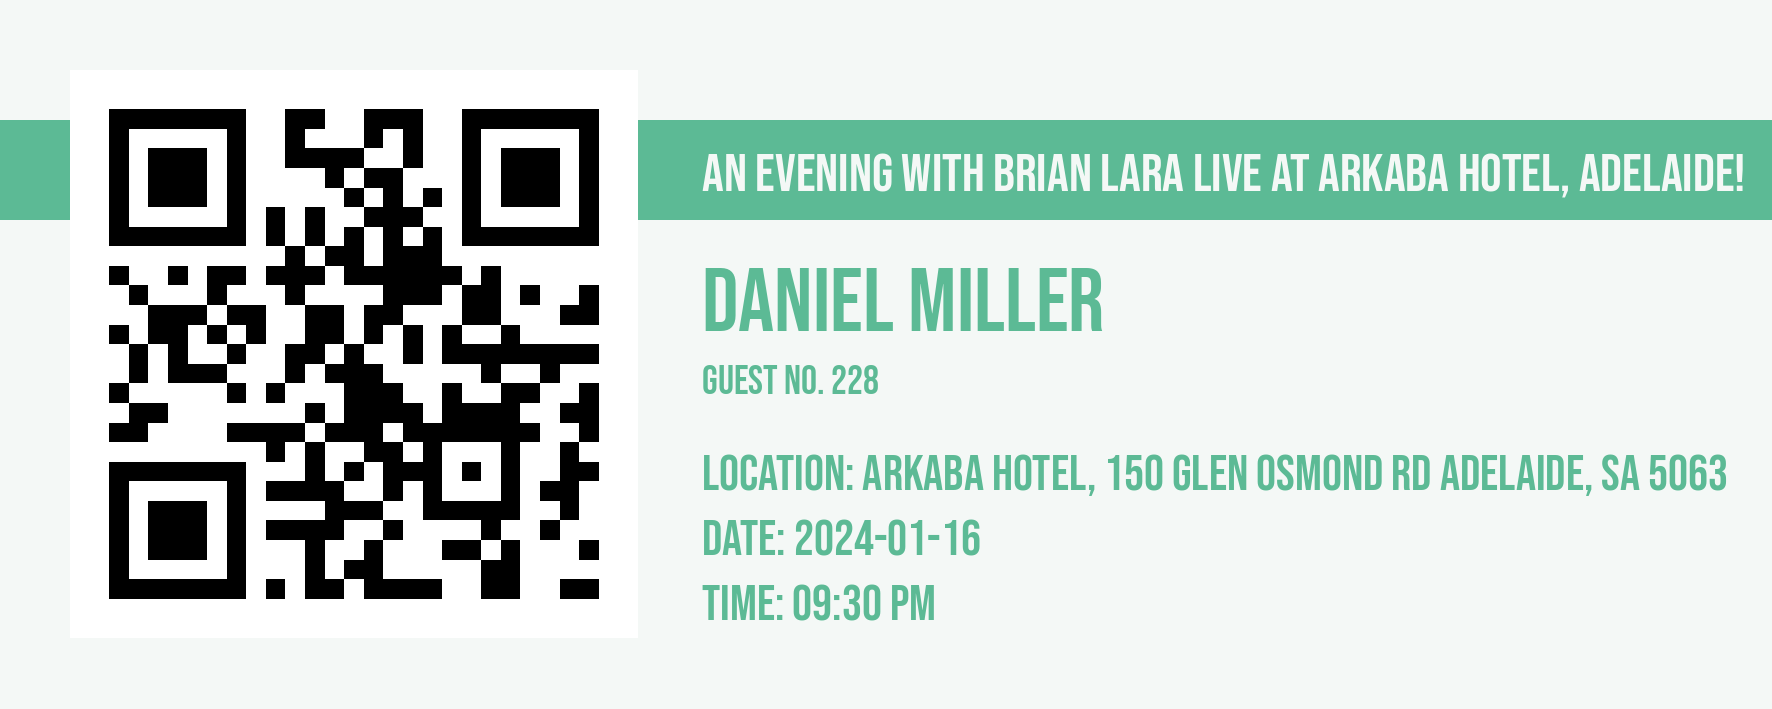 AN EVENING WITH BRIAN LARA LIVE AT ARKABA HOTEL, ADELAIDE!
DANIEL MILLER
GUEST NO. 228
LOCATION: ARKABA HOTEL, 150 GLEN OSMOND RD ADELAIDE, SA 5063
DATE: 2024-01-16
TIME: 09:30 PM